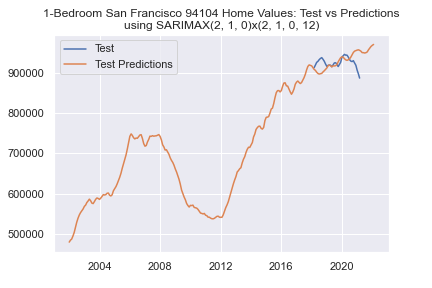 1-Bedroom San Francisco 94104 Home Values: Test vs Predictions
using SARIMAX(2, 1, 0)x(2, 1, 0, 12)
Test
Test Predictions
900000
800000
700000
600000
500000
2004
2008
2012
2016
2020